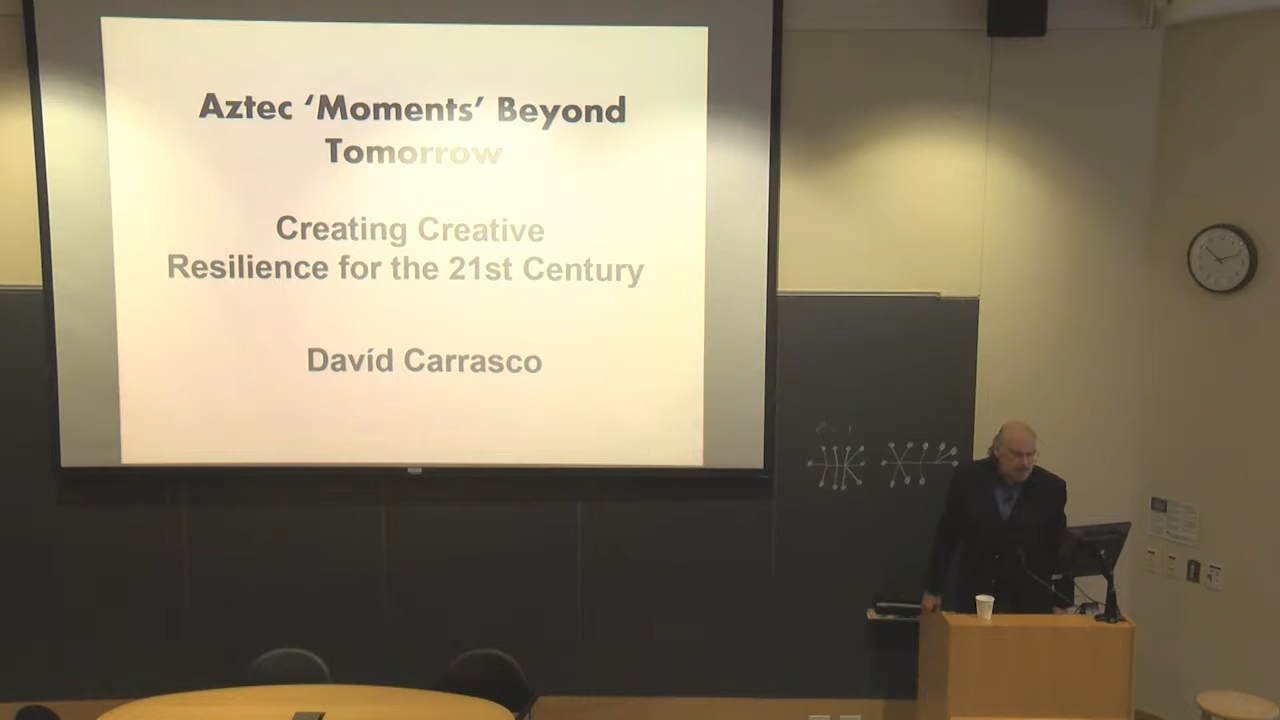 Aztec ‘Moments’ Beyond
Tomorrow
Creating Creative
Resilience for the 21st Century
Davíd Carrasco